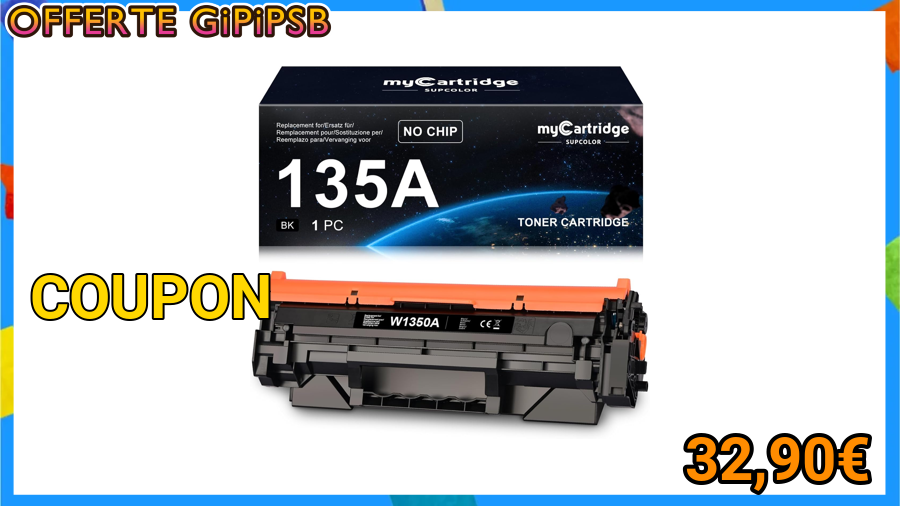 OFFERTE GiPiPSB
myCartridge
SUPCOLOR
Replacement for/Ersatz für/
Remplacement pour/Sostituzione per/
Reemplazo para/Vervanging voor
NO CHIP
myCartridge
SUPCOLOR
135A
BK 1 PC
TONER CARTRIDGE
COUPON
W1350A
CE
32,90€